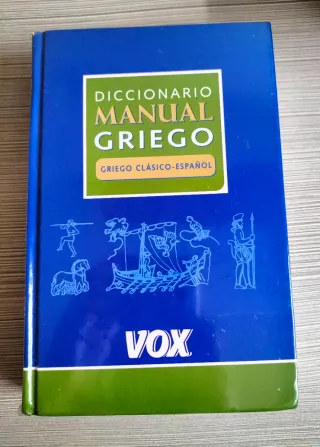 DICCIONARIO
MANUAL
GRIEGO
GRIEGO CLÁSICO-ESPAÑOL
VOX